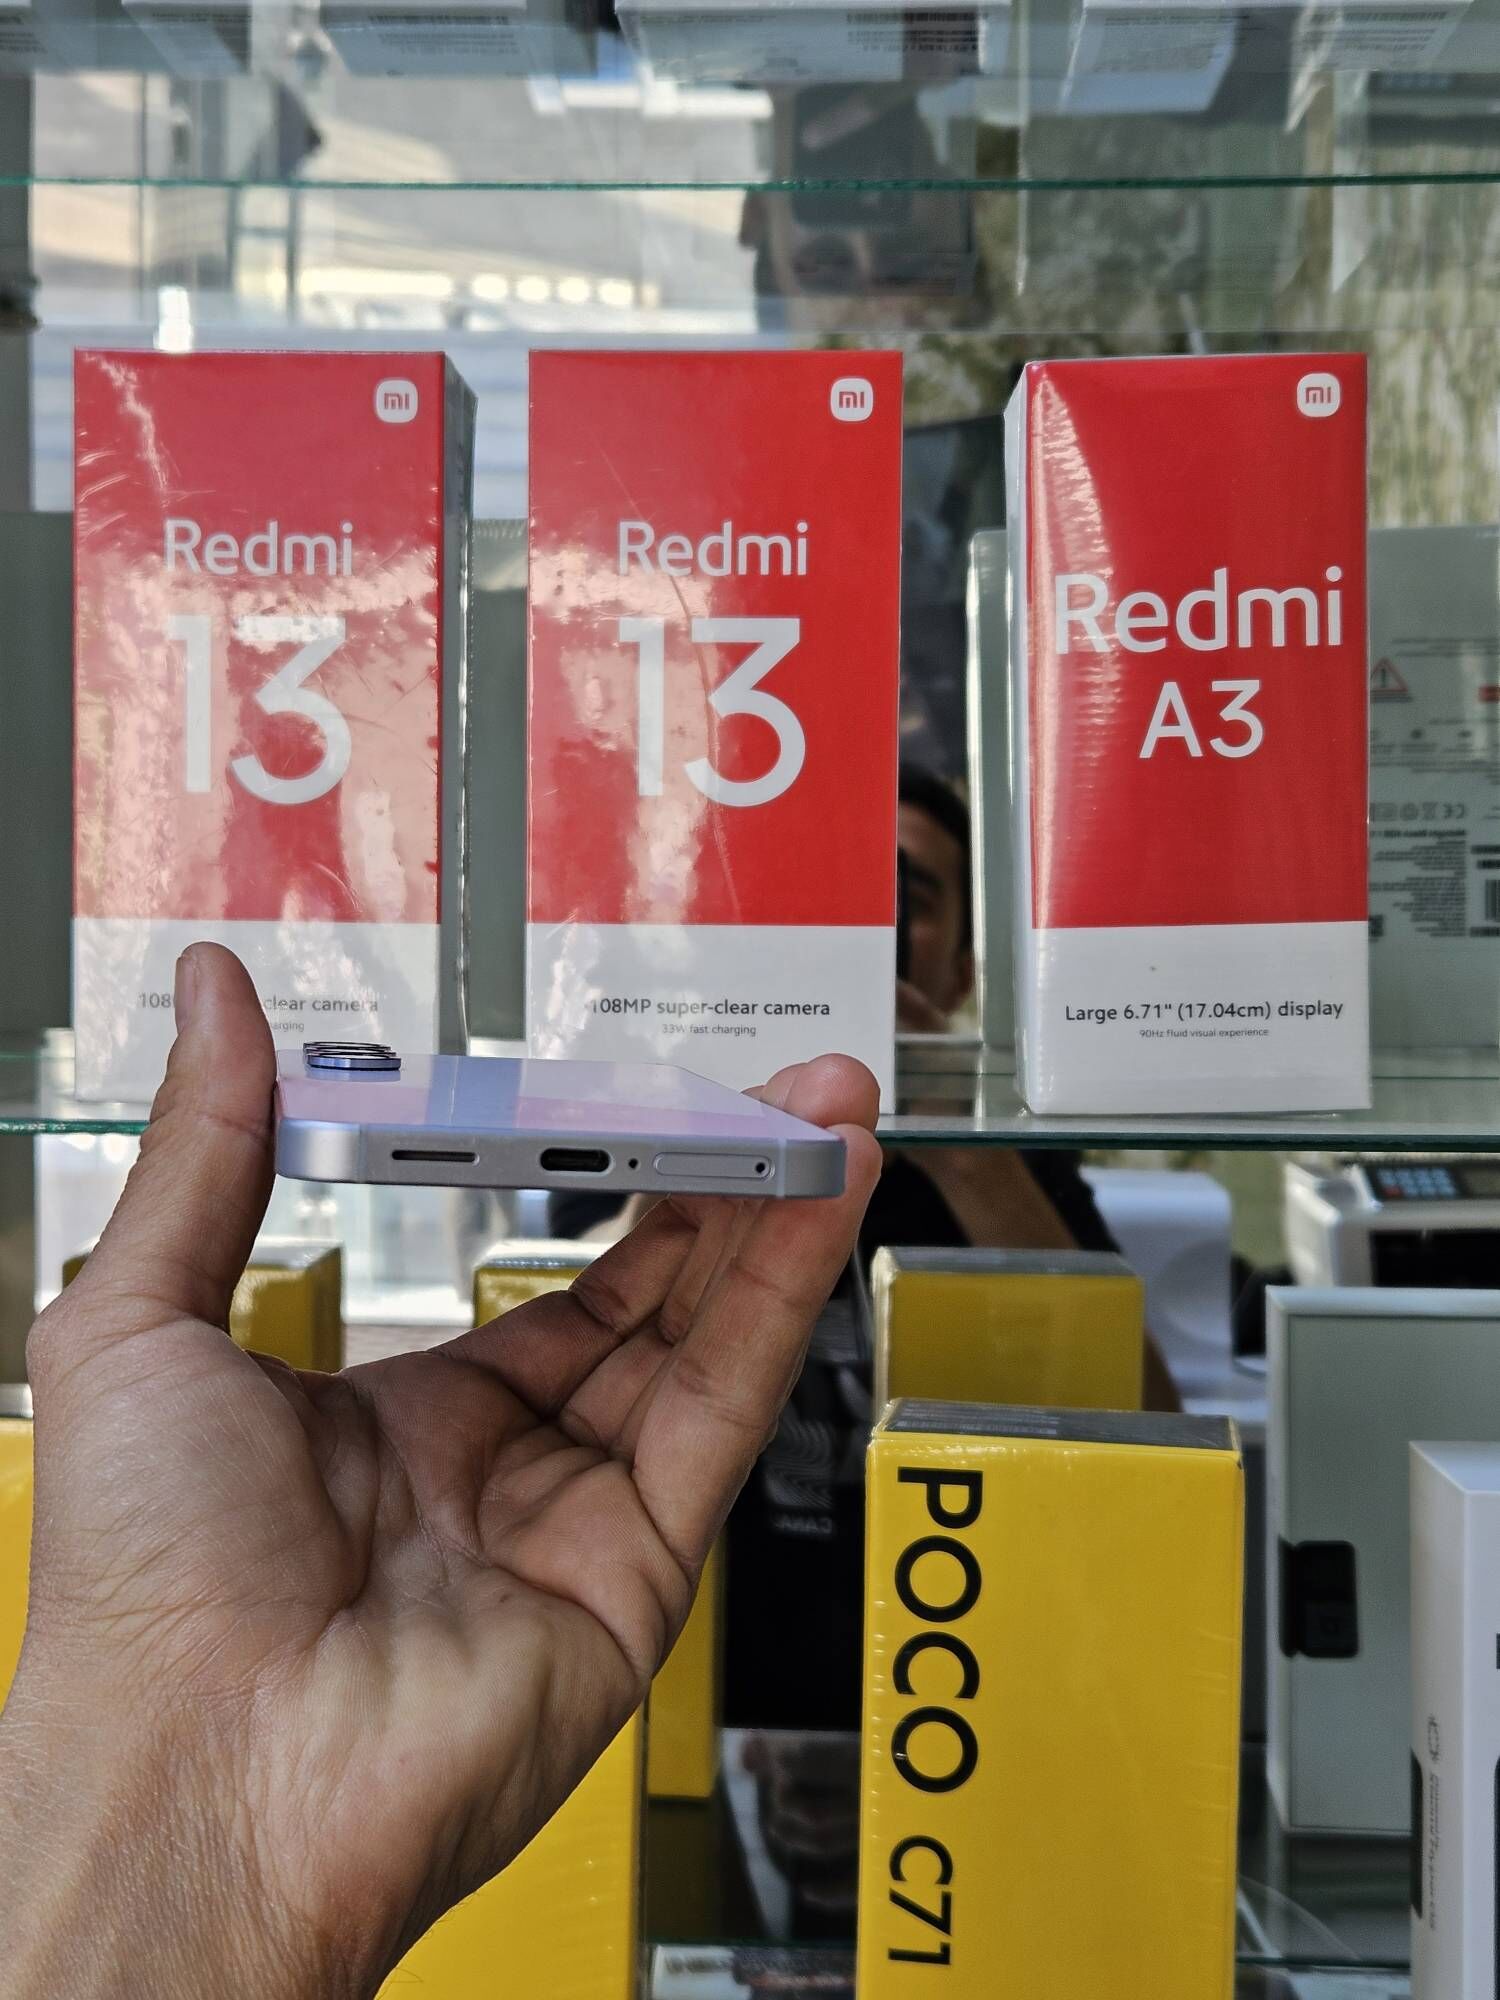 mi
Redmi
13
108
clear camera
mi
Redmi
13
108MP super-clear camera
33W fast charging
mi
Redmi
A3
Large 6.71" (17.04cm) display
90Hz fluid visual experience
POCO C71